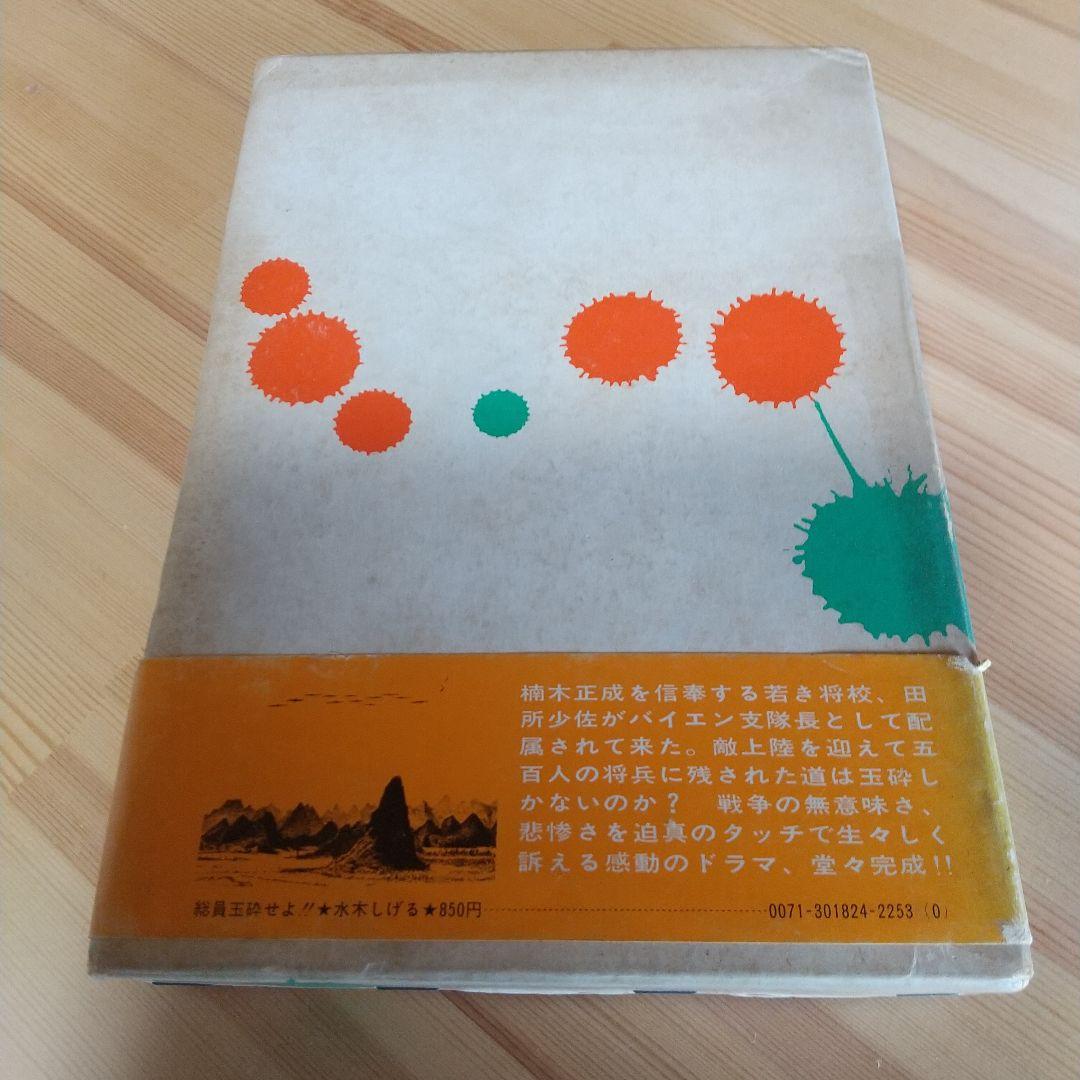 楠木正成を信奉する若き将校、田
所少佐がバイエン支隊長として配
属されて来た。敵上陸を迎えて五
百人の将兵に残された道は玉砕し
かないのか？　戦争の無意味さ、
悲惨さを迫真のタッチで生々しく
訴える感動のドラマ、堂々完成!!
総員玉砕せよ!!★水木しげる★850円 0071-301824-2253（0）